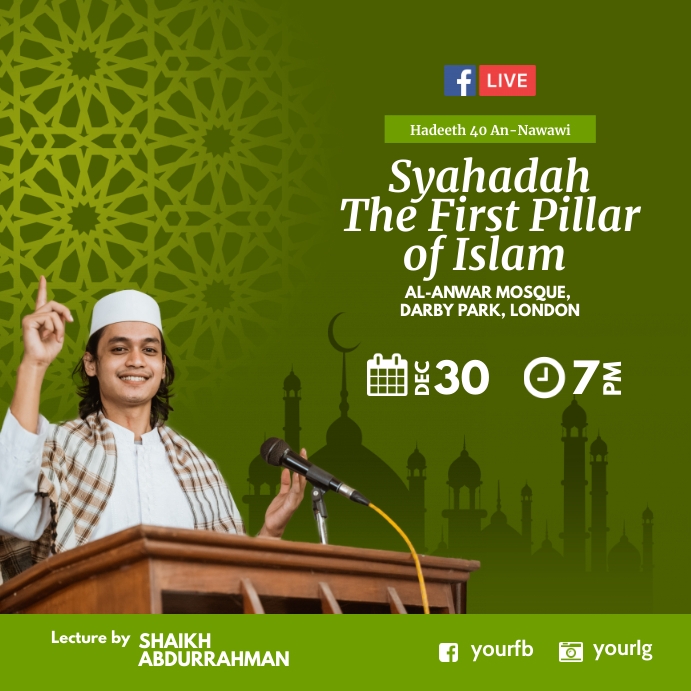 LIVE
Hadeeth 40 An-Nawawi
Syahadah
The First Pillar
of Islam
AL-ANWAR MOSQUE,
DARBY PARK, LONDON
DEC 30 7 PM
Lecture by SHAIKH
ABDURRAHMAN
yourfb yourIg